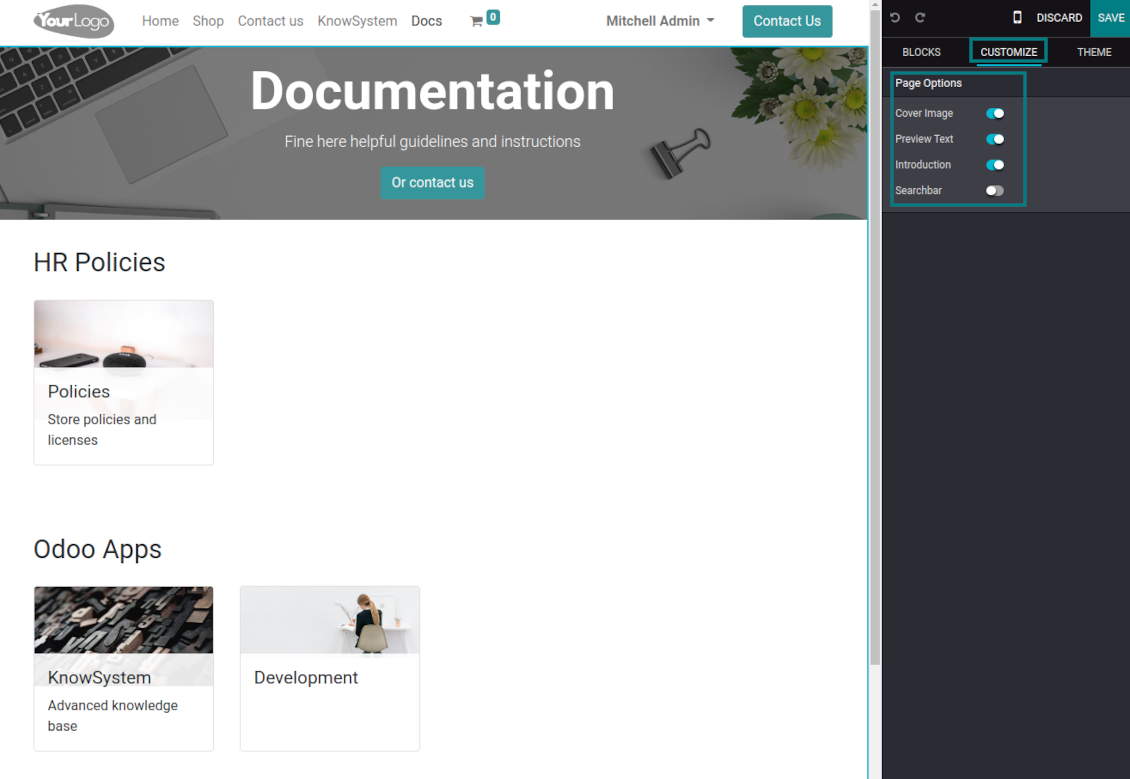 YourLogo
Home Shop Contact us KnowSystem Docs 0 Mitchell Admin Contact Us
Documentation
Fine here helpful guidelines and instructions
Or contact us
HR Policies
Policies
Store policies and
licenses
Odoo Apps
KnowSystem
Advanced knowledge
base
Development
DISCARD SAVE
BLOCKS CUSTOMIZE THEME
Page Options
Cover Image
Preview Text
Introduction
Searchbar